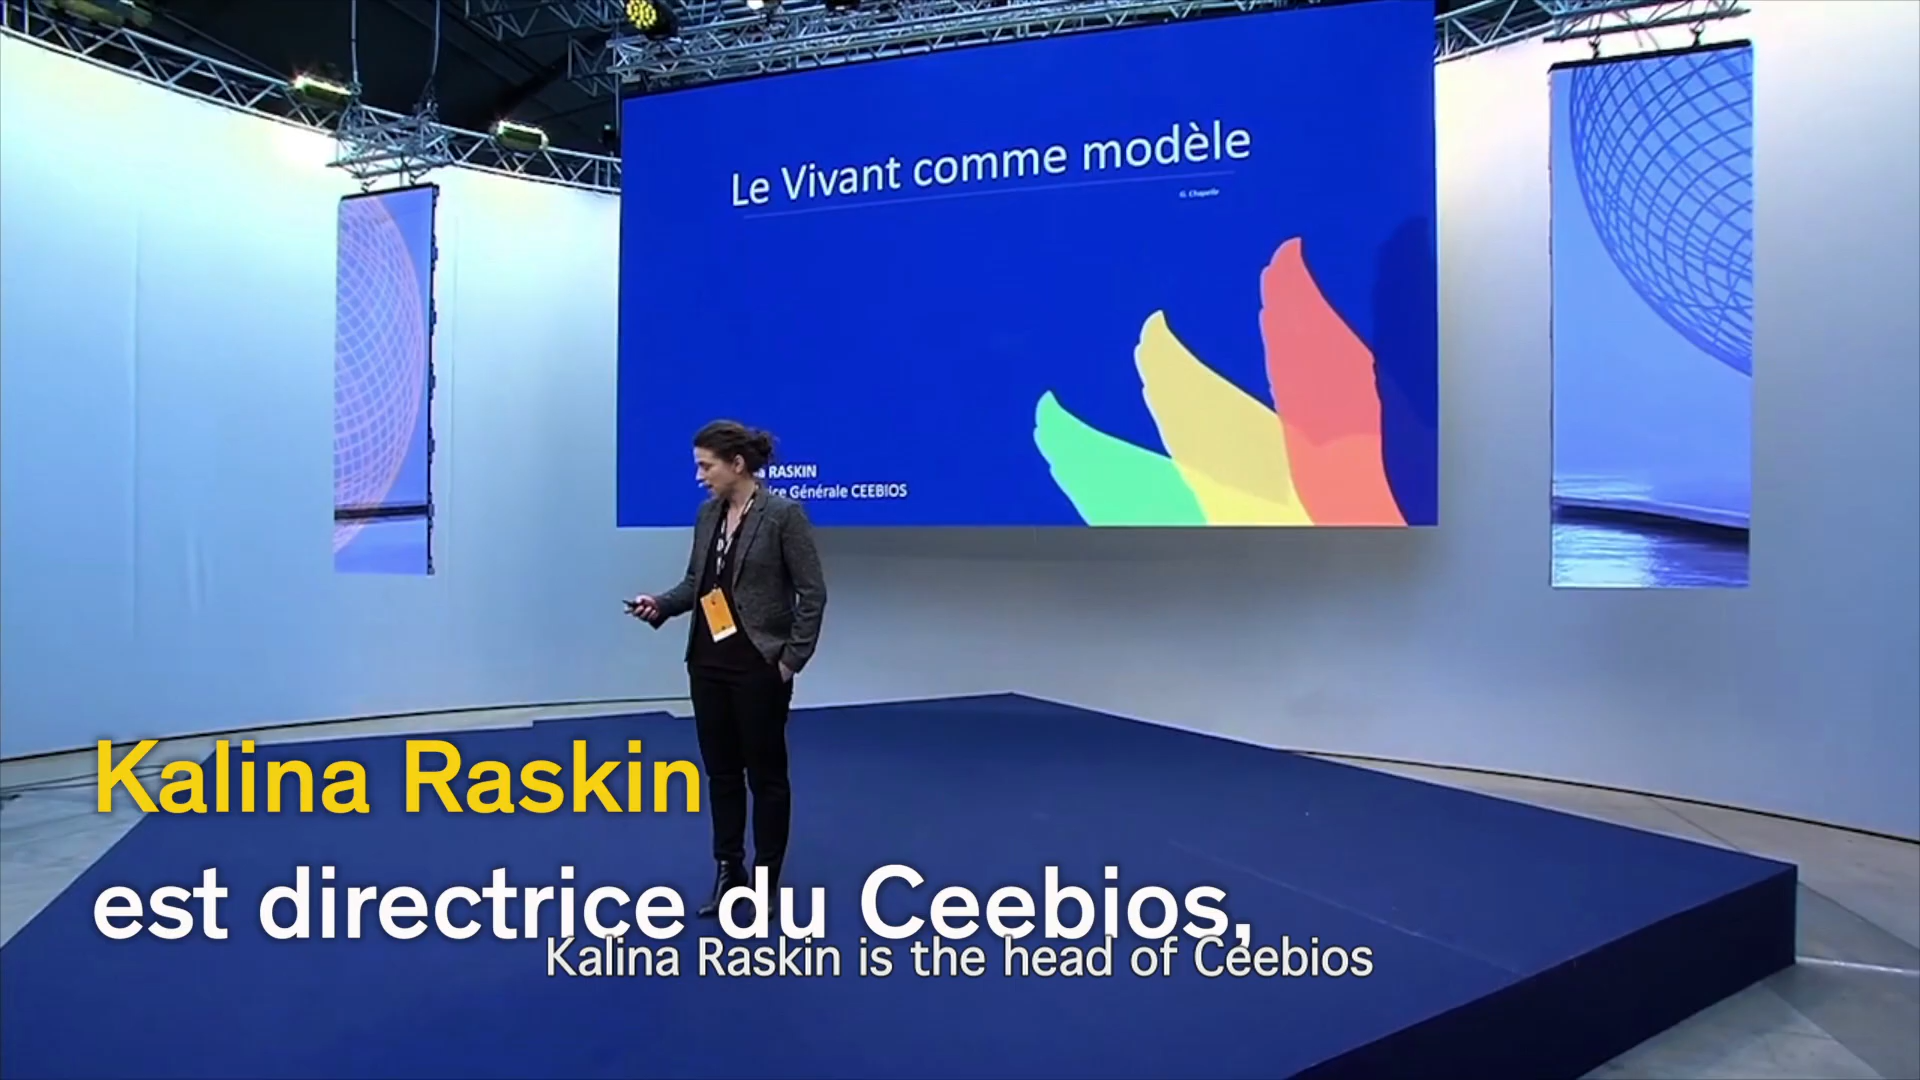 Le Vivant comme modèle
G. Chapelle
RASKIN
Générale CEEBIOS
Kalina Raskin
est directrice du Ceebios,
Kalina Raskin is the head of Ceebios